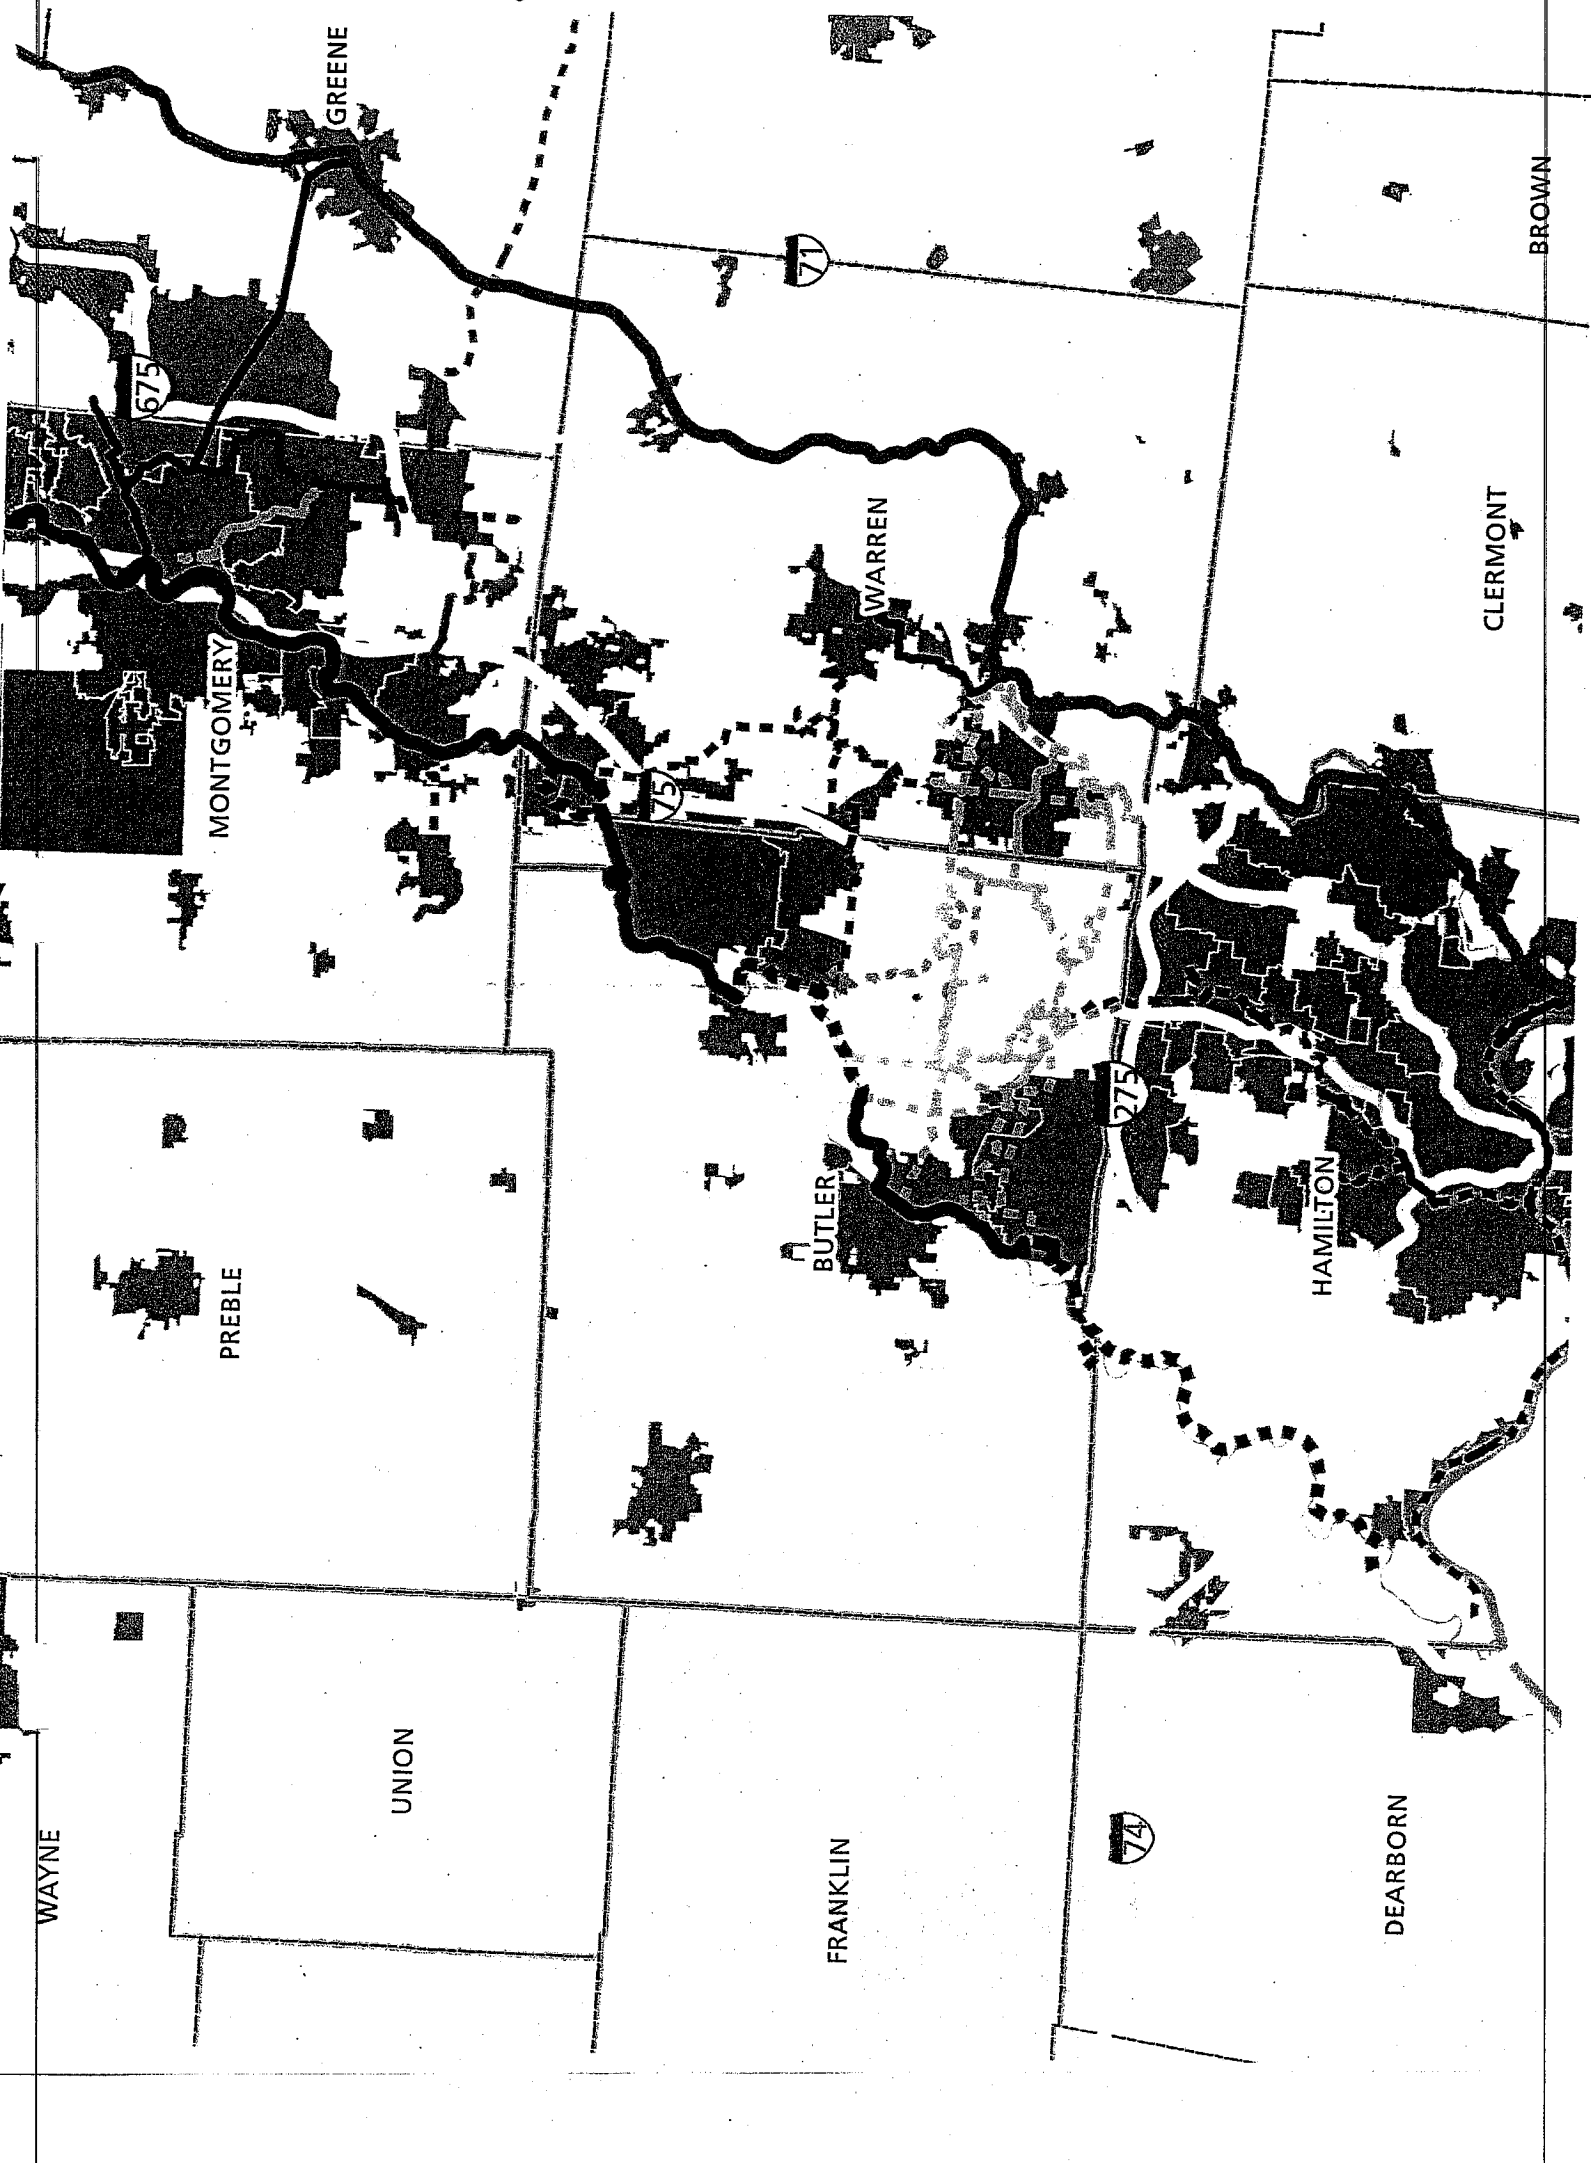 WAYNE
UNION
PREBLE
MONTGOMERY
675
GREENE
FRANKLIN
BUTLER
75
WARREN
71
74
275
DEARBORN
HAMILTON
CLERMONT
BROWN